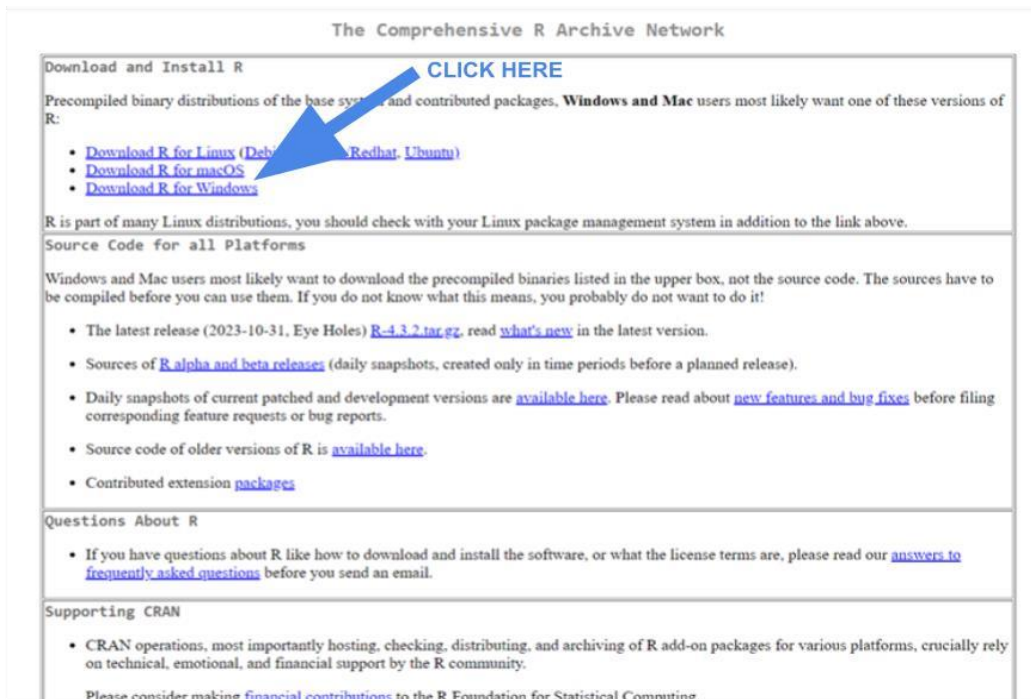 The Comprehensive R Archive Network
Download and Install R
CLICK HERE
Precompiled binary distributions of the base system and contributed packages, Windows and Mac users most likely want one of these versions of
R:
• Download R for Linux (Debi Redhat, Ubuntu)
• Download R for macOS
• Download R for Windows
R is part of many Linux distributions, you should check with your Linux package management system in addition to the link above.
Source Code for all Platforms
Windows and Mac users most likely want to download the precompiled binaries listed in the upper box, not the source code. The sources have to
be compiled before you can use them. If you do not know what this means, you probably do not want to do it!
• The latest release (2023-10-31, Eye Holes) R-4.3.2.tar.gz, read what's new in the latest version.
• Sources of R alpha and beta releases (daily snapshots, created only in time periods before a planned release).
• Daily snapshots of current patched and development versions are available here. Please read about new features and bug fixes before filing
corresponding feature requests or bug reports.
• Source code of older versions of R is available here.
• Contributed extension packages
Questions About R
• If you have questions about R like how to download and install the software, or what the license terms are, please read our answers to
frequently asked questions before you send an email.
Supporting CRAN
• CRAN operations, most importantly hosting, checking, distributing, and archiving of R add-on packages for various platforms, crucially rely
on technical, emotional, and financial support by the R community.
Please consider making financial contributions to the R Foundation for Statistical Computing.